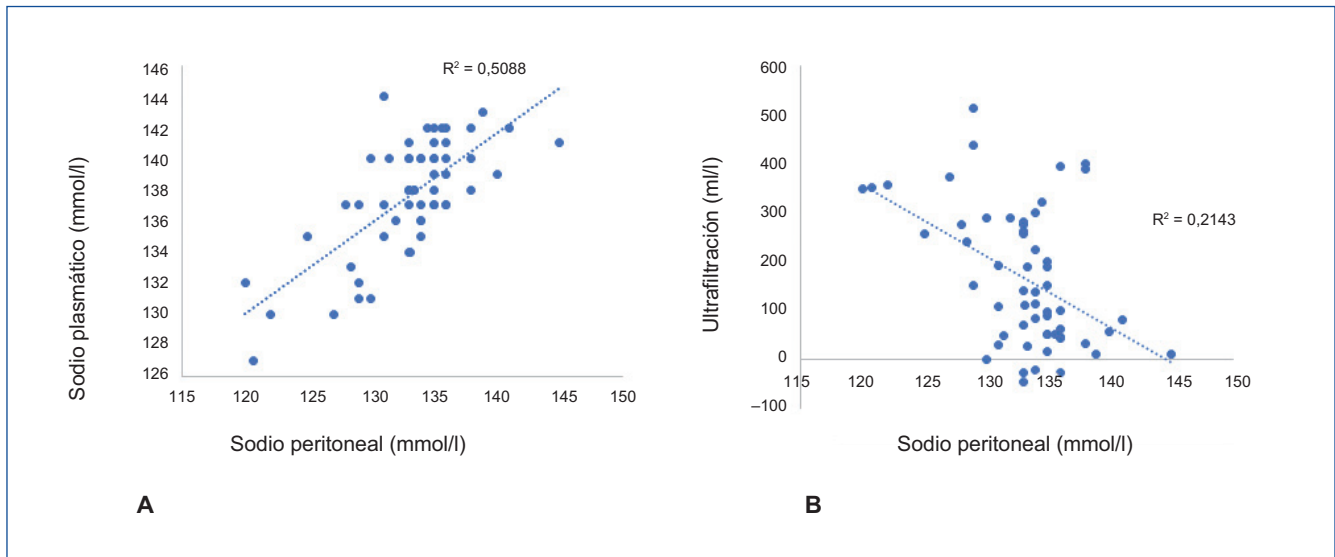 R² = 0,5088
Sodio plasmático (mmol/l)
146
144
142
140
138
136
134
132
130
128
126
115 120 125 130 135 140 145 150
Sodio peritoneal (mmol/l)
A
R² = 0,2143
Ultrafiltración (ml/l)
600
500
400
300
200
100
0
–100
115 120 125 130 135 140 145 150
Sodio peritoneal (mmol/l)
B